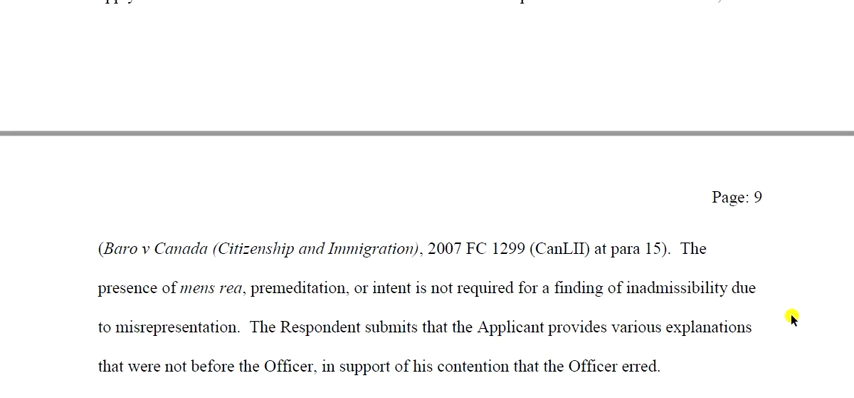 Page: 9
(Baro v Canada (Citizenship and Immigration), 2007 FC 1299 (CanLII) at para 15).  The
presence of mens rea, premeditation, or intent is not required for a finding of inadmissibility due
to misrepresentation.  The Respondent submits that the Applicant provides various explanations
that were not before the Officer, in support of his contention that the Officer erred.